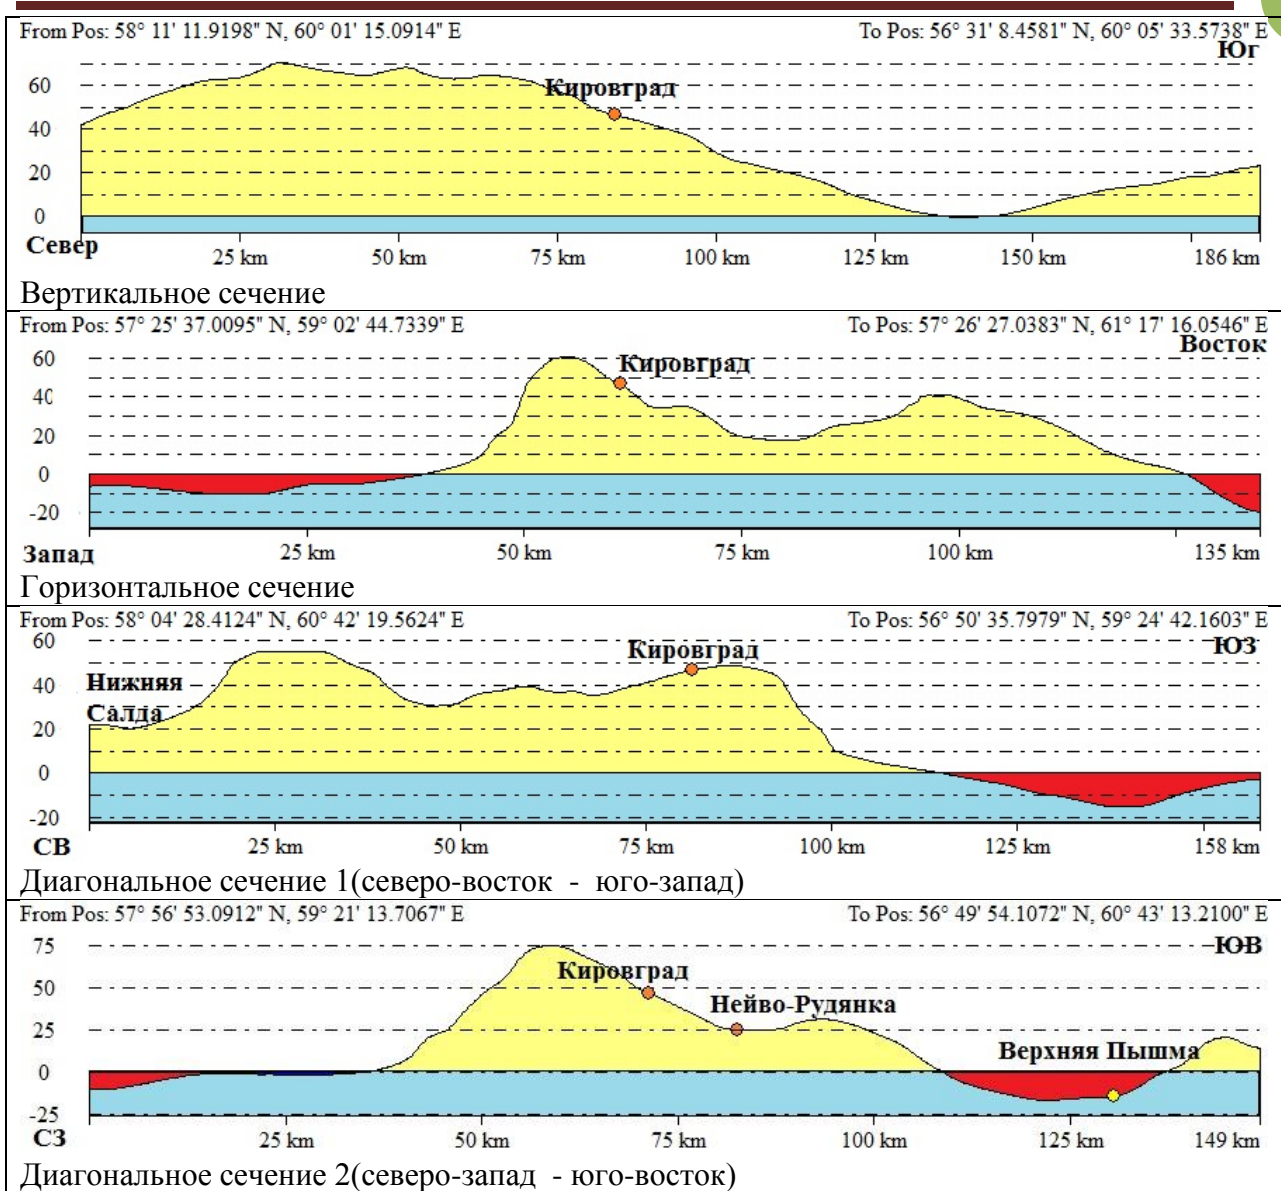 From Pos: 58° 11' 11.9198" N, 60° 01' 15.0914" E To Pos: 56° 31' 8.4581" N, 60° 05' 33.5738" E
Юг
60
Кировград
40
20
0
Север
25 km 50 km 75 km 100 km 125 km 150 km 186 km
Вертикальное сечение
From Pos: 57° 25' 37.0095" N, 59° 02' 44.7339" E To Pos: 57° 26' 27.0383" N, 61° 17' 16.0546" E
Восток
60
Кировград
40
20
0
-20
Запад 25 km 50 km 75 km 100 km 135 km
Горизонтальное сечение
From Pos: 58° 04' 28.4124" N, 60° 42' 19.5624" E To Pos: 56° 50' 35.7979" N, 59° 24' 42.1603" E
60 Кировград ЮЗ
40 Нижняя
Салда
20
0
-20
СВ 25 km 50 km 75 km 100 km 125 km 158 km
Диагональное сечение 1(северо-восток - юго-запад)
From Pos: 57° 56' 53.0912" N, 59° 21' 13.7067" E To Pos: 56° 49' 54.1072" N, 60° 43' 13.2100" E
75 ЮВ
Кировград
50
Нейво-Рудянка
25
Верхняя Пышма
0
-25
СЗ 25 km 50 km 75 km 100 km 125 km 149 km
Диагональное сечение 2(северо-запад - юго-восток)